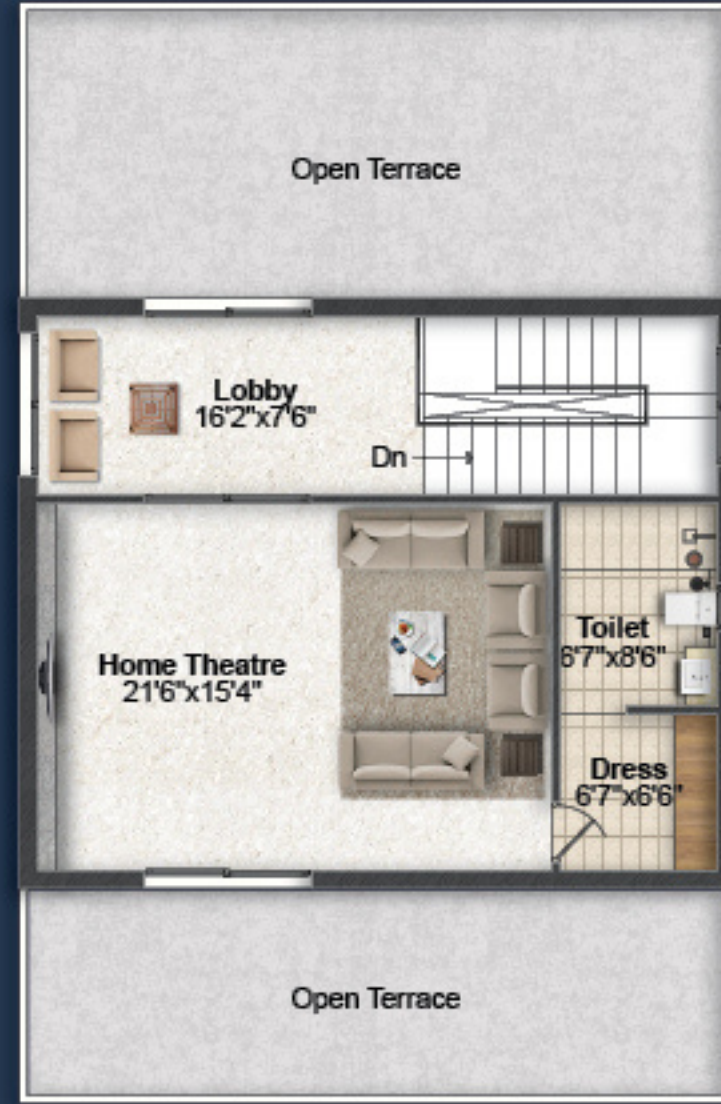 Open Terrace
Lobby
16'2"x7'6"
Dn
Home Theatre
21'6"x15'4"
Toilet
6'7"x8'6"
Dress
6'7"x6'6"
Open Terrace